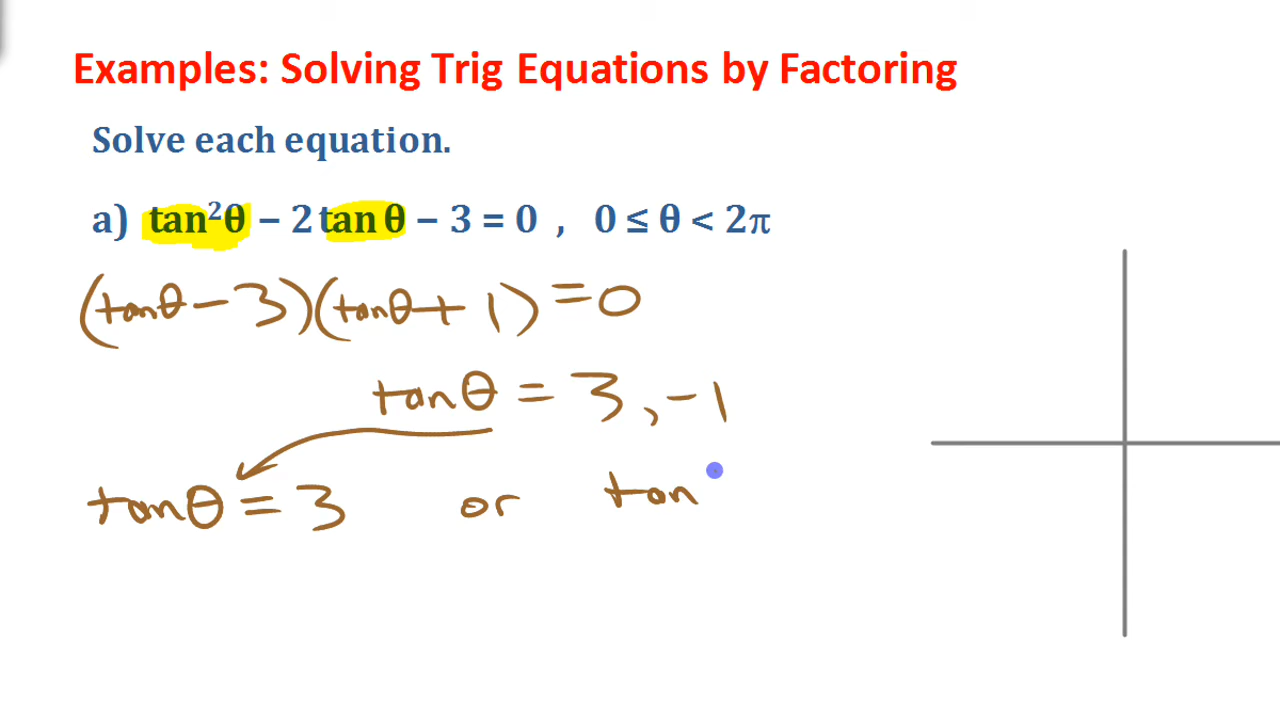 Examples: Solving Trig Equations by Factoring
Solve each equation.
a) tan²θ − 2 tan θ − 3 = 0 , 0 ≤ θ < 2π
(tanθ − 3)(tanθ + 1) = 0
tanθ = 3, −1
tanθ = 3 or tan